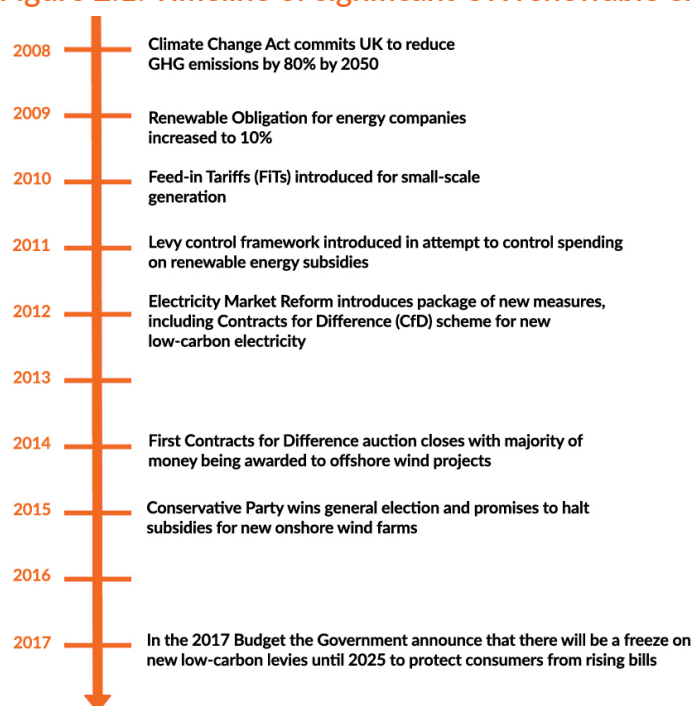 Figure Timeline of significant UK renewable
2008
Climate Change Act commits UK to reduce
GHG emissions by 80% by 2050
2009
Renewable Obligation for energy companies
increased to 10%
2010
Feed-in Tariffs (FiTs) introduced for small-scale
generation
2011
Levy control framework introduced in attempt to control spending
on renewable energy subsidies
2012
Electricity Market Reform introduces package of new measures,
including Contracts for Difference (CfD) scheme for new
low-carbon electricity
2013
2014
First Contracts for Difference auction closes with majority of
money being awarded to offshore wind projects
2015
Conservative Party wins general election and promises to halt
subsidies for new onshore wind farms
2016
2017
In the 2017 Budget the Government announce that there will be a freeze on
new low-carbon levies until 2025 to protect consumers from rising bills